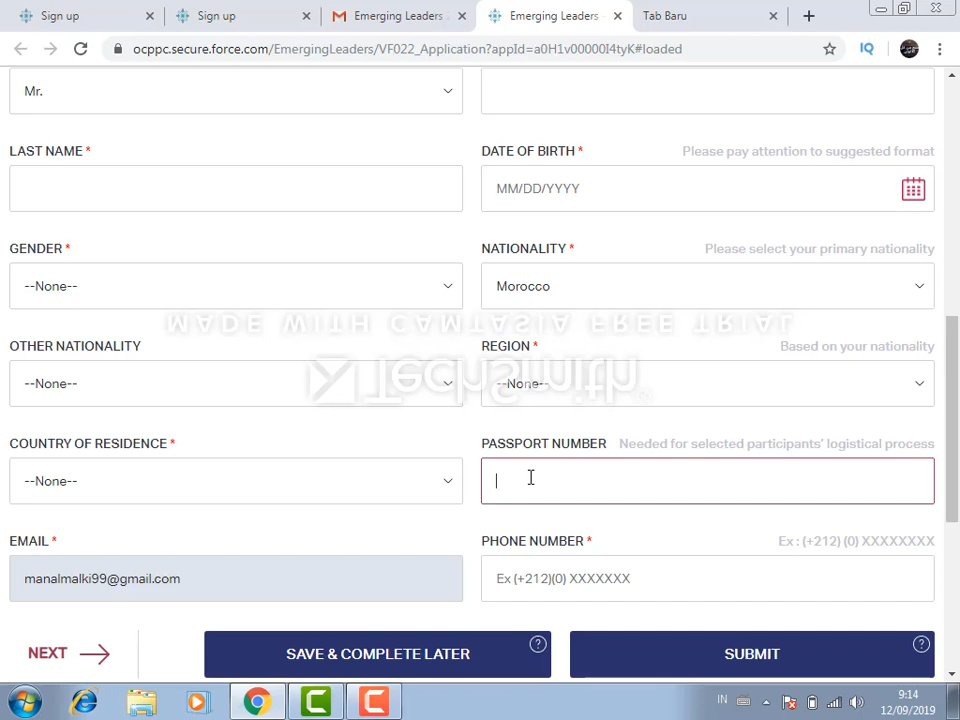 Sign up
Sign up
Emerging Leaders
Emerging Leaders
Tab Baru
ocppc.secure.force.com/EmergingLeaders/VF022_Application?appId=a0H1v00000I4tyK#loaded
IQ
Mr.
LAST NAME *
DATE OF BIRTH * Please pay attention to suggested format
MM/DD/YYYY
GENDER *
NATIONALITY * Please select your primary nationality
--None--
Morocco
MADE WITH CAMTASIA FREE TRIAL
OTHER NATIONALITY
REGION * Based on your nationality
--None--
--None--
TechSmith
COUNTRY OF RESIDENCE *
PASSPORT NUMBER Needed for selected participants' logistical process
--None--
EMAIL *
PHONE NUMBER * Ex : (+212) (0) XXXXXXXX
manalmalki99@gmail.com
Ex (+212)(0) XXXXXXX
NEXT
SAVE & COMPLETE LATER
?
SUBMIT
?
IN
9:14
12/09/2019